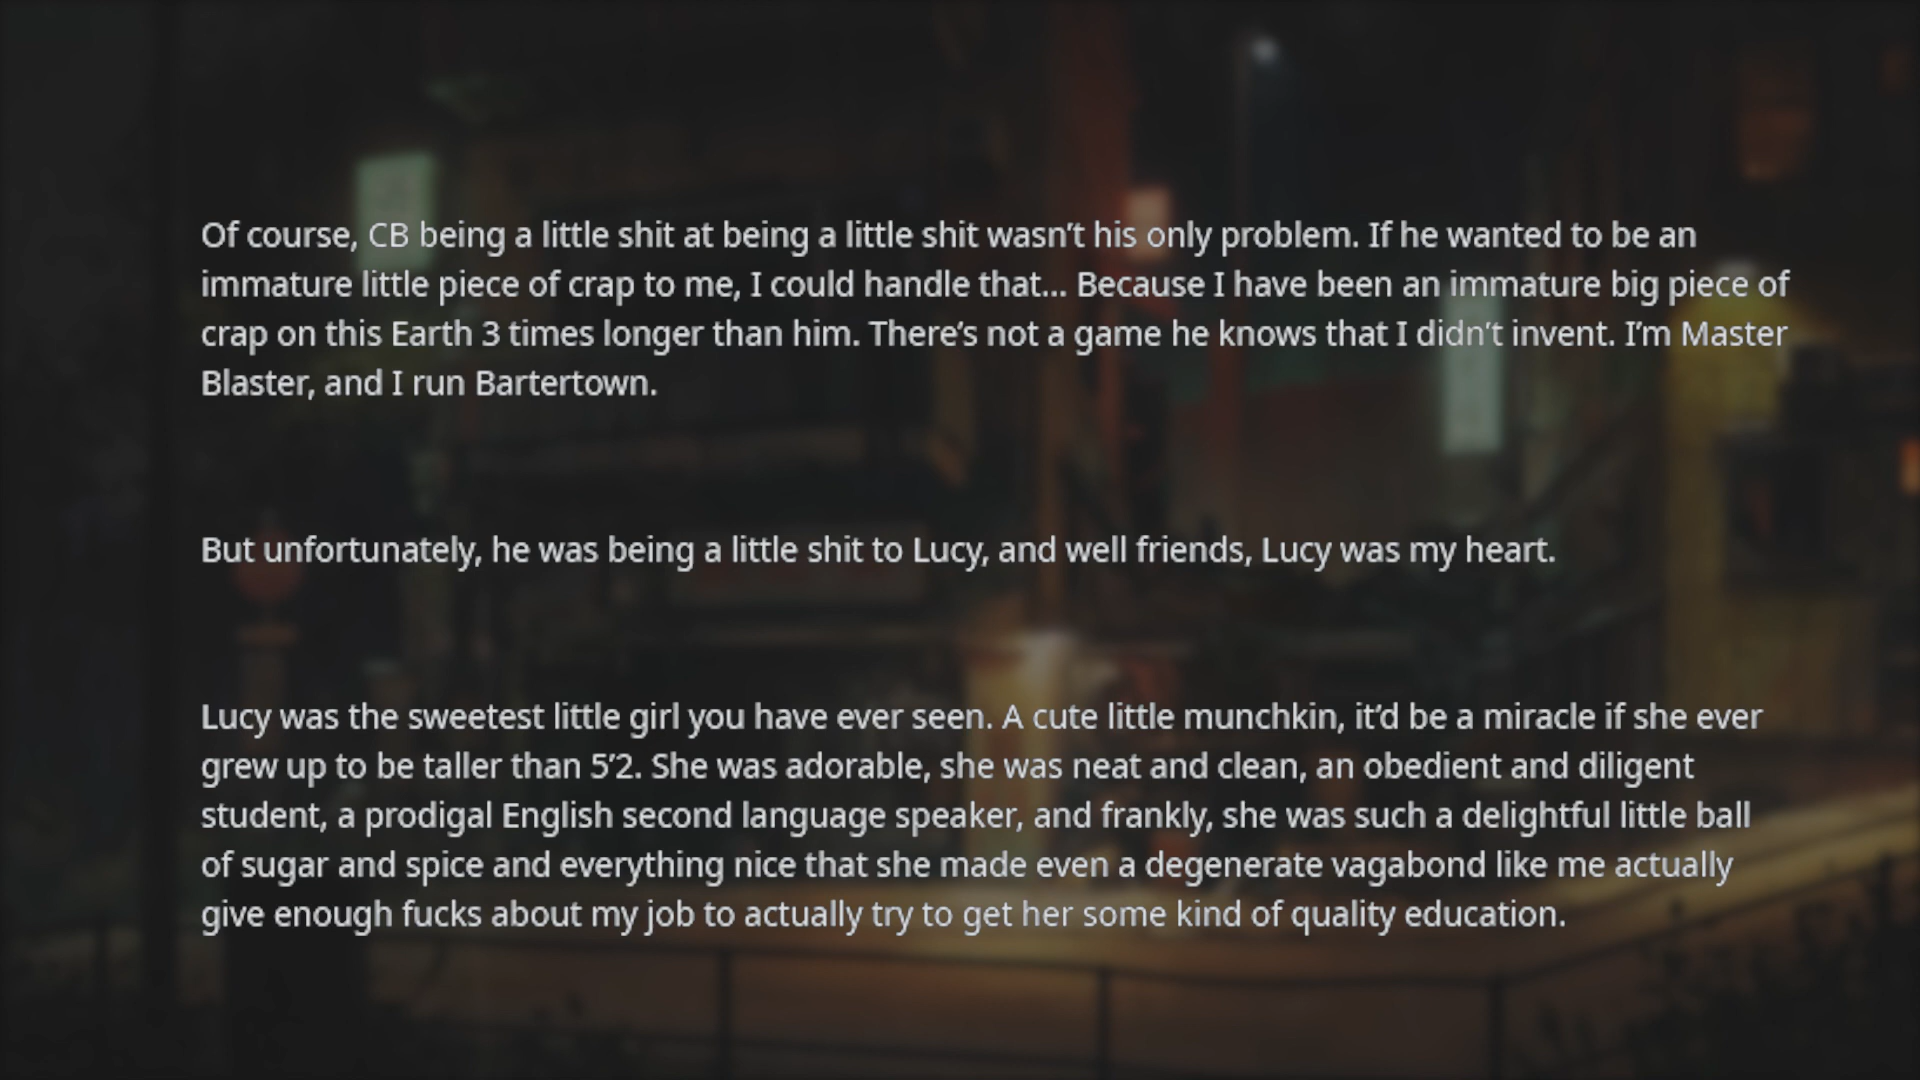 Of course, CB being a little shit at being a little shit wasn’t his only problem. If he wanted to be an
immature little piece of crap to me, I could handle that... Because I have been an immature big piece of
crap on this Earth 3 times longer than him. There’s not a game he knows that I didn’t invent. I’m Master
Blaster, and I run Bartertown.
But unfortunately, he was being a little shit to Lucy, and well friends, Lucy was my heart.
Lucy was the sweetest little girl you have ever seen. A cute little munchkin, it’d be a miracle if she ever
grew up to be taller than 5’2. She was adorable, she was neat and clean, an obedient and diligent
student, a prodigal English second language speaker, and frankly, she was such a delightful little ball
of sugar and spice and everything nice that she made even a degenerate vagabond like me actually
give enough fucks about my job to actually try to get her some kind of quality education.